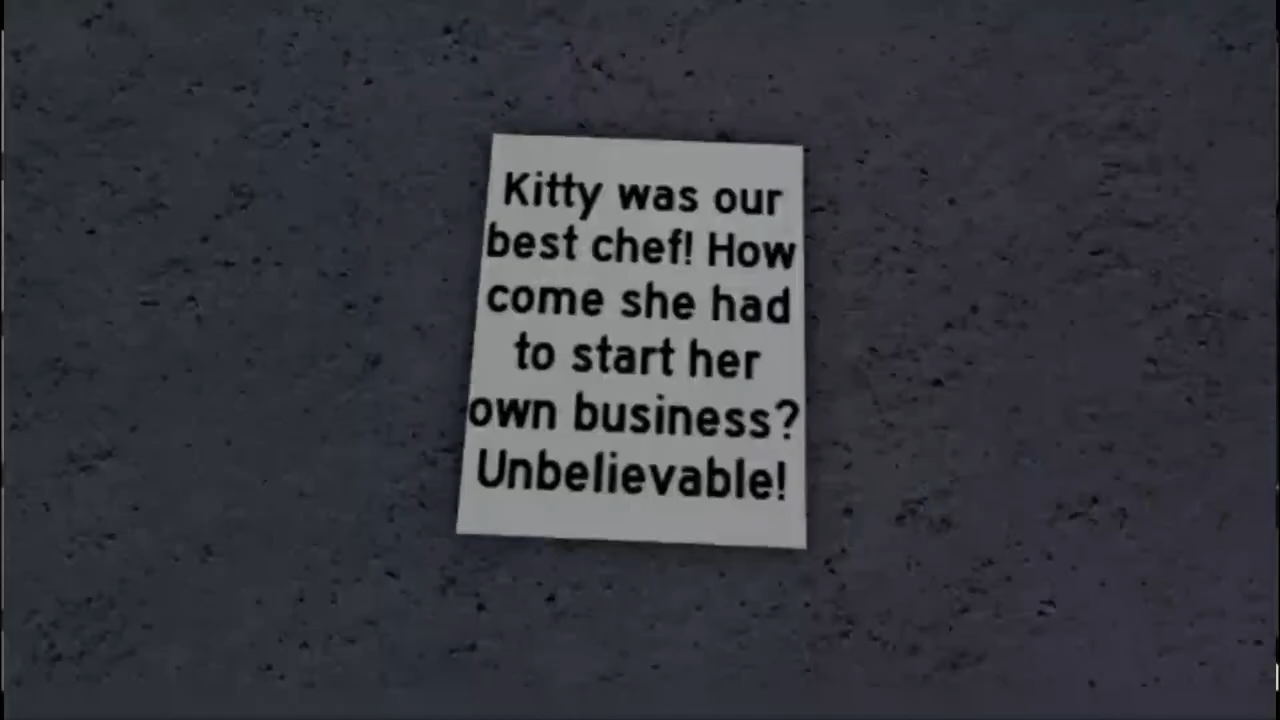 Kitty was our
best chef! How
come she had
to start her
own business?
Unbelievable!